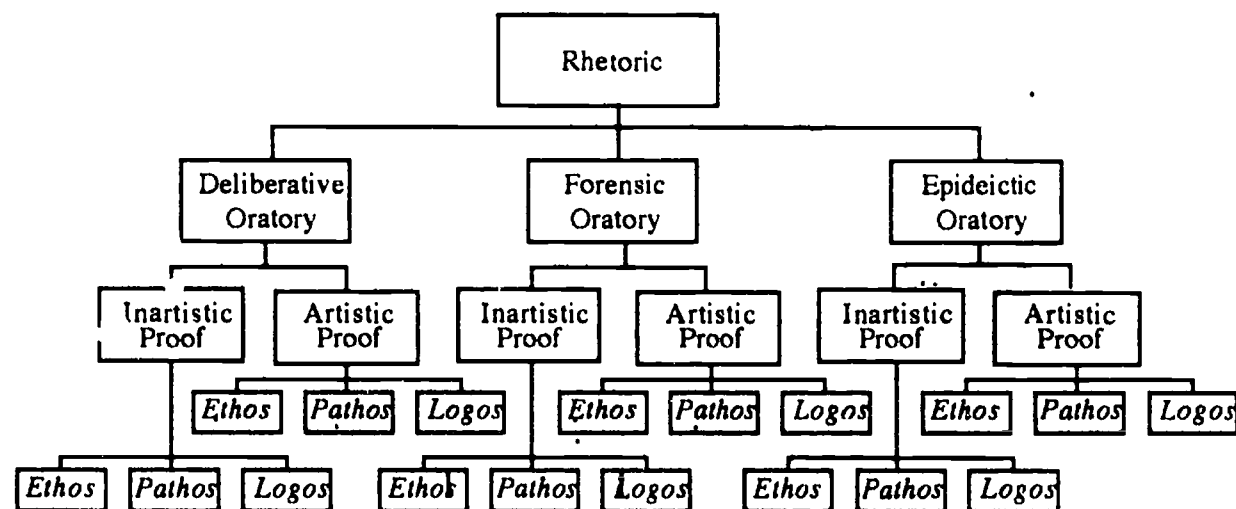 Rhetoric
Deliberative Oratory
Forensic Oratory
Epideictic Oratory
Inartistic Proof
Artistic Proof
Inartistic Proof
Artistic Proof
Inartistic Proof
Artistic Proof
Ethos Pathos Logos Ethos Pathos Logos Ethos Pathos Logos
Ethos Pathos Logos Ethos Pathos Logos Ethos Pathos Logos